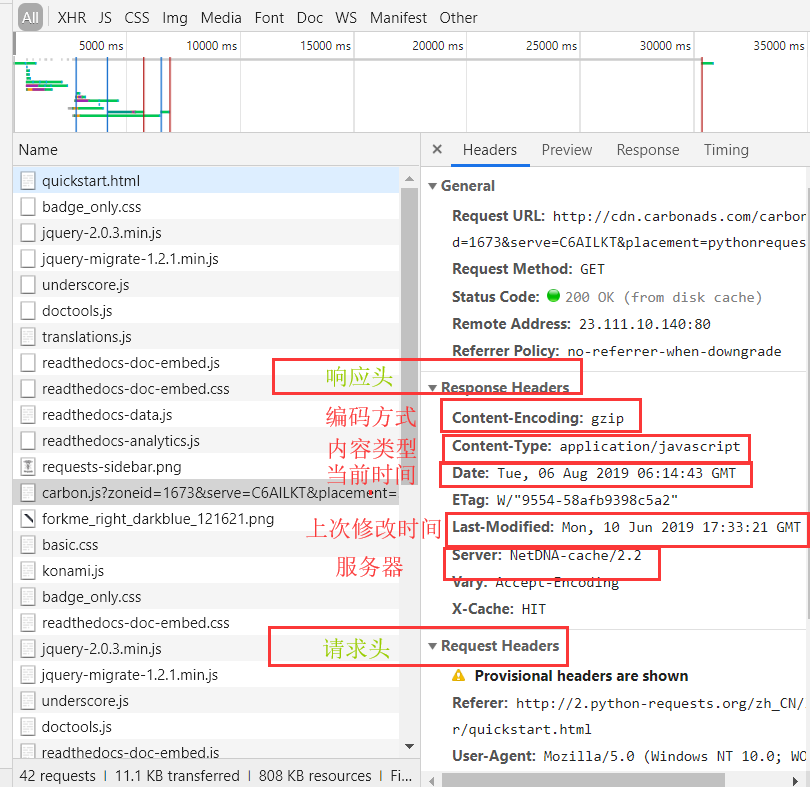 All XHR JS CSS Img Media Font Doc WS Manifest Other
5000 ms 10000 ms 15000 ms 20000 ms 25000 ms 30000 ms 35000 ms
Name
quickstart.html
badge_only.css
jquery-2.0.3.min.js
jquery-migrate-1.2.1.min.js
underscore.js
doctools.js
translations.js
readthedocs-doc-embed.js
readthedocs-doc-embed.css
readthedocs-data.js
readthedocs-analytics.js
requests-sidebar.png
carbon.js?zoneid=1673&serve=C6AILKT&placement=
forkme_right_darkblue_121621.png
basic.css
konami.js
badge_only.css
readthedocs-doc-embed.css
jquery-2.0.3.min.js
jquery-migrate-1.2.1.min.js
underscore.js
doctools.js
readthedocs-doc-embed.js
42 requests | 11.1 KB transferred | 808 KB resources | Fi...
响应头
编码方式
内容类型
当前时间
上次修改时间
服务器
请求头
× Headers Preview Response Timing
▼ General
Request URL: http://cdn.carbonads.com/carbon
d=1673&serve=C6AILKT&placement=pythonreques
Request Method: GET
Status Code: 200 OK (from disk cache)
Remote Address: 23.111.10.140:80
Referrer Policy: no-referrer-when-downgrade
▼ Response Headers
Content-Encoding: gzip
Content-Type: application/javascript
Date: Tue, 06 Aug 2019 06:14:43 GMT
ETag: W/"9554-58afb9398c5a2"
Last-Modified: Mon, 10 Jun 2019 17:33:21 GMT
Server: NetDNA-cache/2.2
Vary: Accept-Encoding
X-Cache: HIT
▼ Request Headers
Provisional headers are shown
Referer: http://2.python-requests.org/zh_CN/
r/quickstart.html
User-Agent: Mozilla/5.0 (Windows NT 10.0; WO